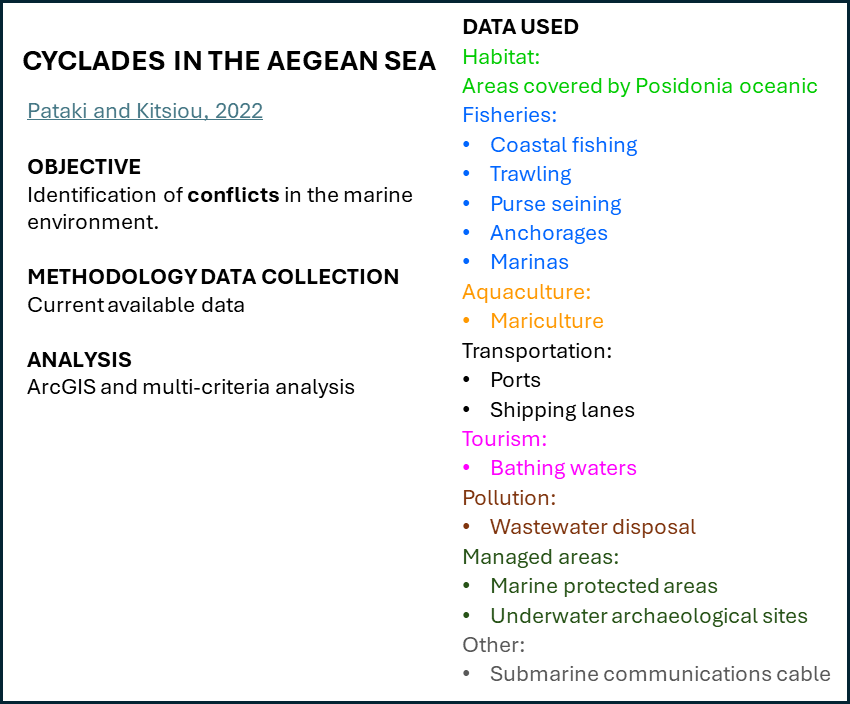 CYCLADES IN THE AEGEAN SEA
Pataki and Kitsiou, 2022
OBJECTIVE
Identification of conflicts in the marine
environment.
METHODOLOGY DATA COLLECTION
Current available data
ANALYSIS
ArcGIS and multi-criteria analysis
DATA USED
Habitat:
Areas covered by Posidonia oceanic
Fisheries:
• Coastal fishing
• Trawling
• Purse seining
• Anchorages
• Marinas
Aquaculture:
• Mariculture
Transportation:
• Ports
• Shipping lanes
Tourism:
• Bathing waters
Pollution:
• Wastewater disposal
Managed areas:
• Marine protected areas
• Underwater archaeological sites
Other:
• Submarine communications cable